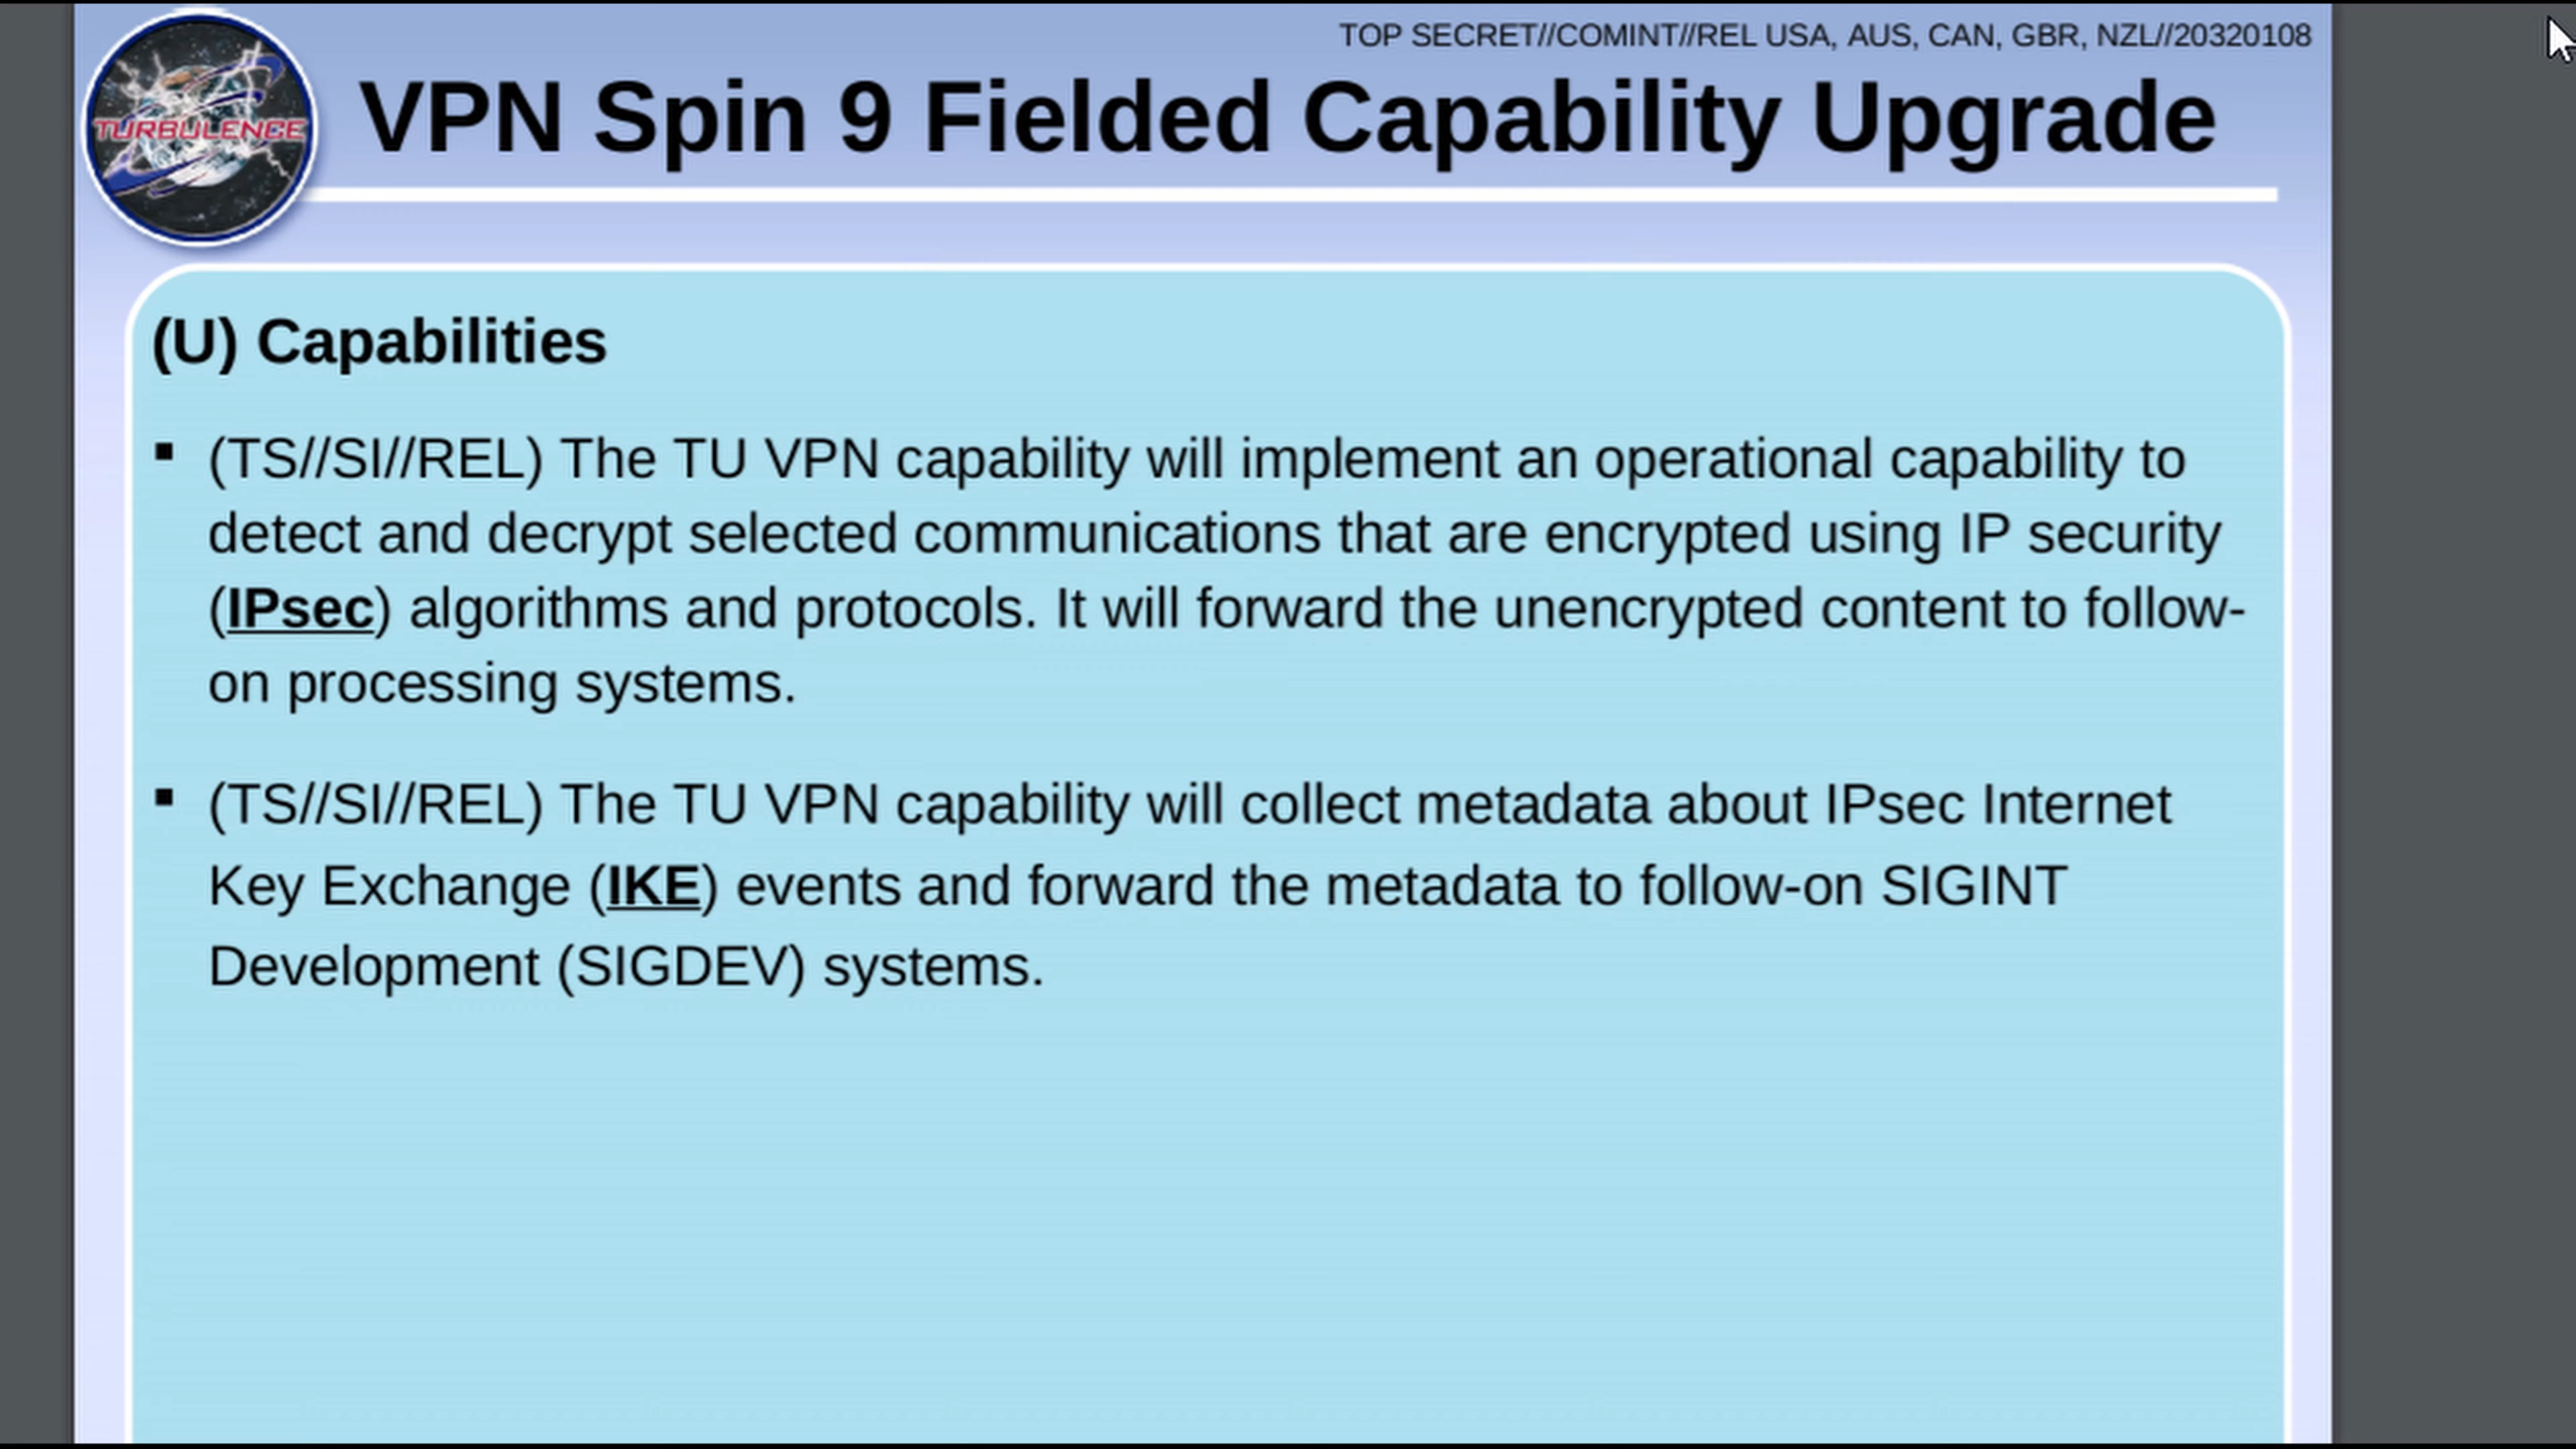 TOP SECRET//COMINT//REL USA, AUS, CAN, GBR, NZL//20320108
TURBULENCE
VPN Spin 9 Fielded Capability Upgrade
(U) Capabilities
▪ (TS//SI//REL) The TU VPN capability will implement an operational capability to
detect and decrypt selected communications that are encrypted using IP security
(IPsec) algorithms and protocols. It will forward the unencrypted content to follow-
on processing systems.
▪ (TS//SI//REL) The TU VPN capability will collect metadata about IPsec Internet
Key Exchange (IKE) events and forward the metadata to follow-on SIGINT
Development (SIGDEV) systems.